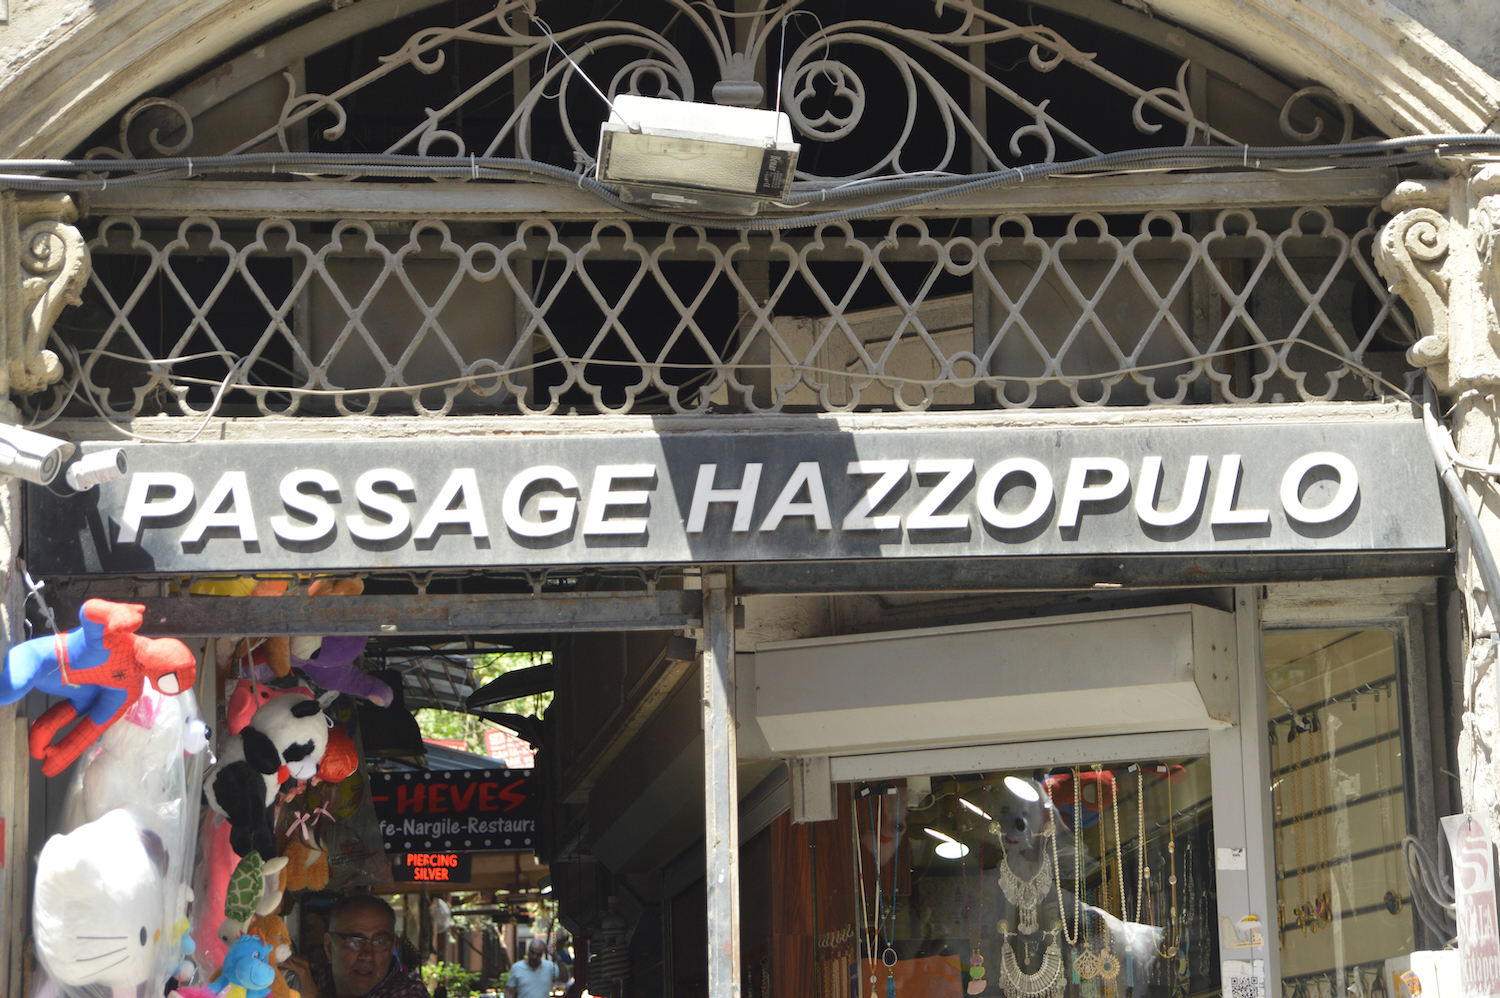 PASSAGE HAZZOPULO
HEVES
fe-Nargile-Restaura
PIERCING
SILVER